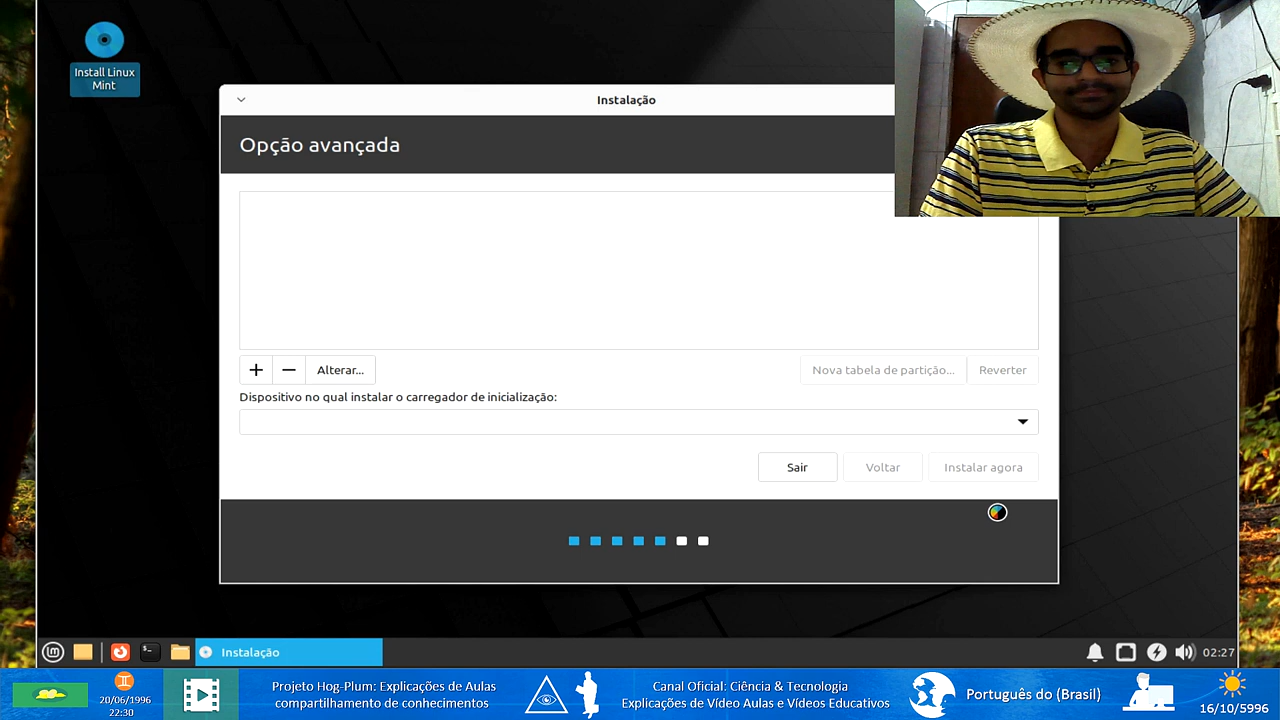 Install Linux
Mint
Instalação
Opção avançada
+ − Alterar...
Nova tabela de partição... Reverter
Dispositivo no qual instalar o carregador de inicialização:
Sair Voltar Instalar agora
Instalação
02:27
20/06/1996
22:30
Projeto Hog-Plum: Explicações de Aulas
compartilhamento de conhecimentos
Canal Oficial: Ciência & Tecnologia
Explicações de Vídeo Aulas e Vídeos Educativos
Português do (Brasil)
16/10/5996